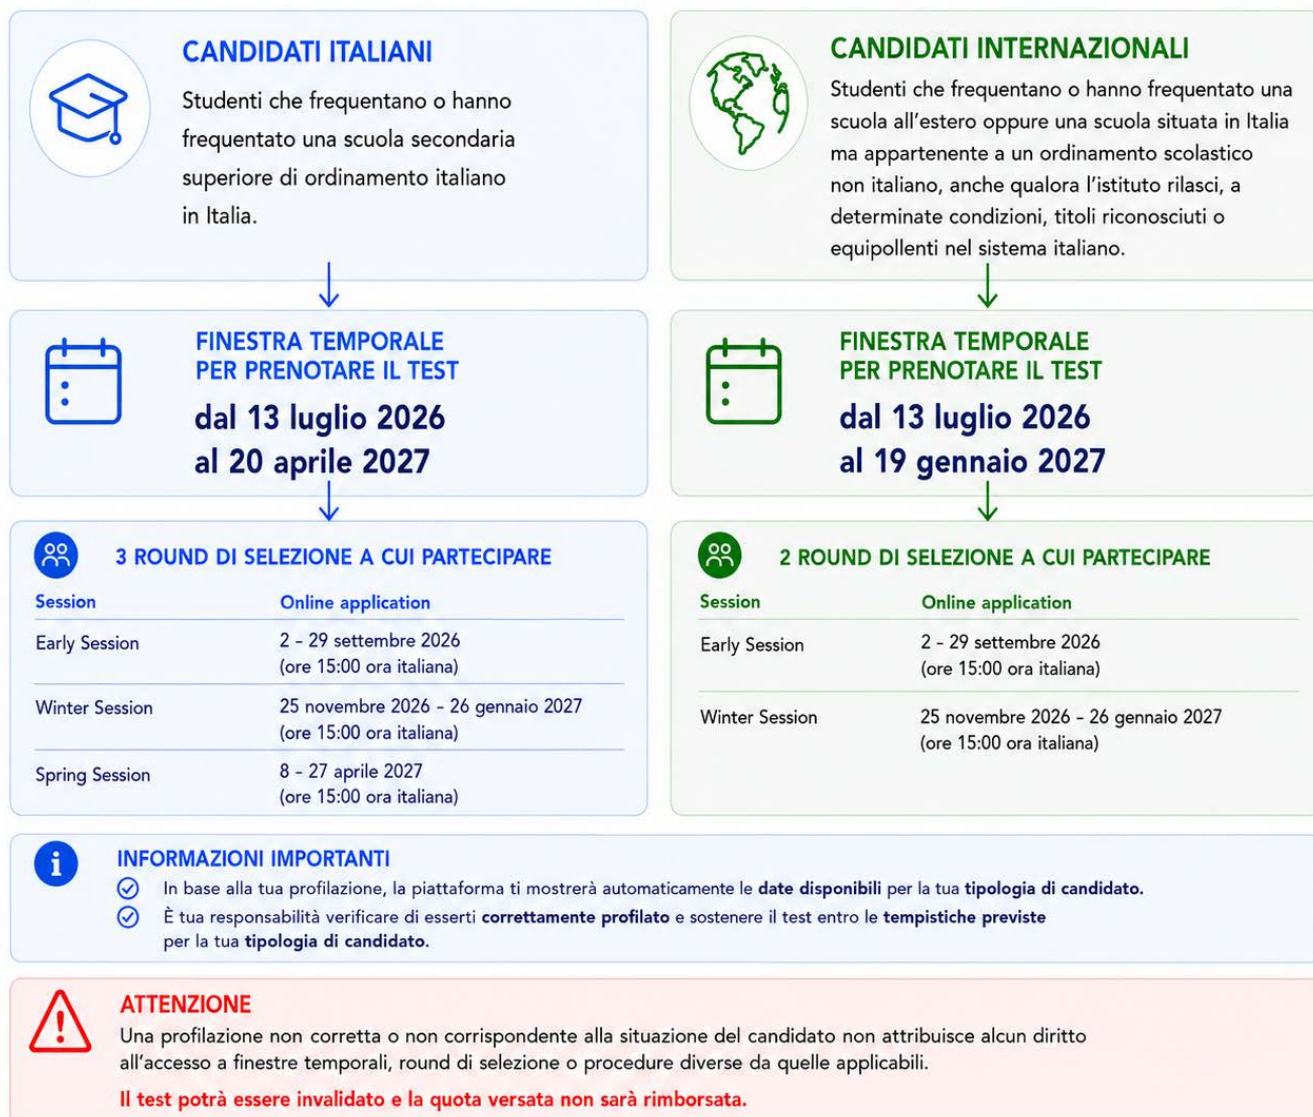 CANDIDATI ITALIANI
Studenti che frequentano o hanno
frequentato una scuola secondaria
superiore di ordinamento italiano
in Italia.
FINESTRA TEMPORALE
PER PRENOTARE IL TEST
dal 13 luglio 2026
al 20 aprile 2027
3 ROUND DI SELEZIONE A CUI PARTECIPARE
Session Online application
Early Session 2 - 29 settembre 2026
(ore 15:00 ora italiana)
Winter Session 25 novembre 2026 - 26 gennaio 2027
(ore 15:00 ora italiana)
Spring Session 8 - 27 aprile 2027
(ore 15:00 ora italiana)
CANDIDATI INTERNAZIONALI
Studenti che frequentano o hanno frequentato una
scuola all’estero oppure una scuola situata in Italia
ma appartenente a un ordinamento scolastico
non italiano, anche qualora l’istituto rilasci, a
determinate condizioni, titoli riconosciuti o
equipollenti nel sistema italiano.
FINESTRA TEMPORALE
PER PRENOTARE IL TEST
dal 13 luglio 2026
al 19 gennaio 2027
2 ROUND DI SELEZIONE A CUI PARTECIPARE
Session Online application
Early Session 2 - 29 settembre 2026
(ore 15:00 ora italiana)
Winter Session 25 novembre 2026 - 26 gennaio 2027
(ore 15:00 ora italiana)
INFORMAZIONI IMPORTANTI
In base alla tua profilazione, la piattaforma ti mostrerà automaticamente le date disponibili per la tua tipologia di candidato.
È tua responsabilità verificare di esserti correttamente profilato e sostenere il test entro le tempistiche previste
per la tua tipologia di candidato.
ATTENZIONE
Una profilazione non corretta o non corrispondente alla situazione del candidato non attribuisce alcun diritto
all’accesso a finestre temporali, round di selezione o procedure diverse da quelle applicabili.
Il test potrà essere invalidato e la quota versata non sarà rimborsata.